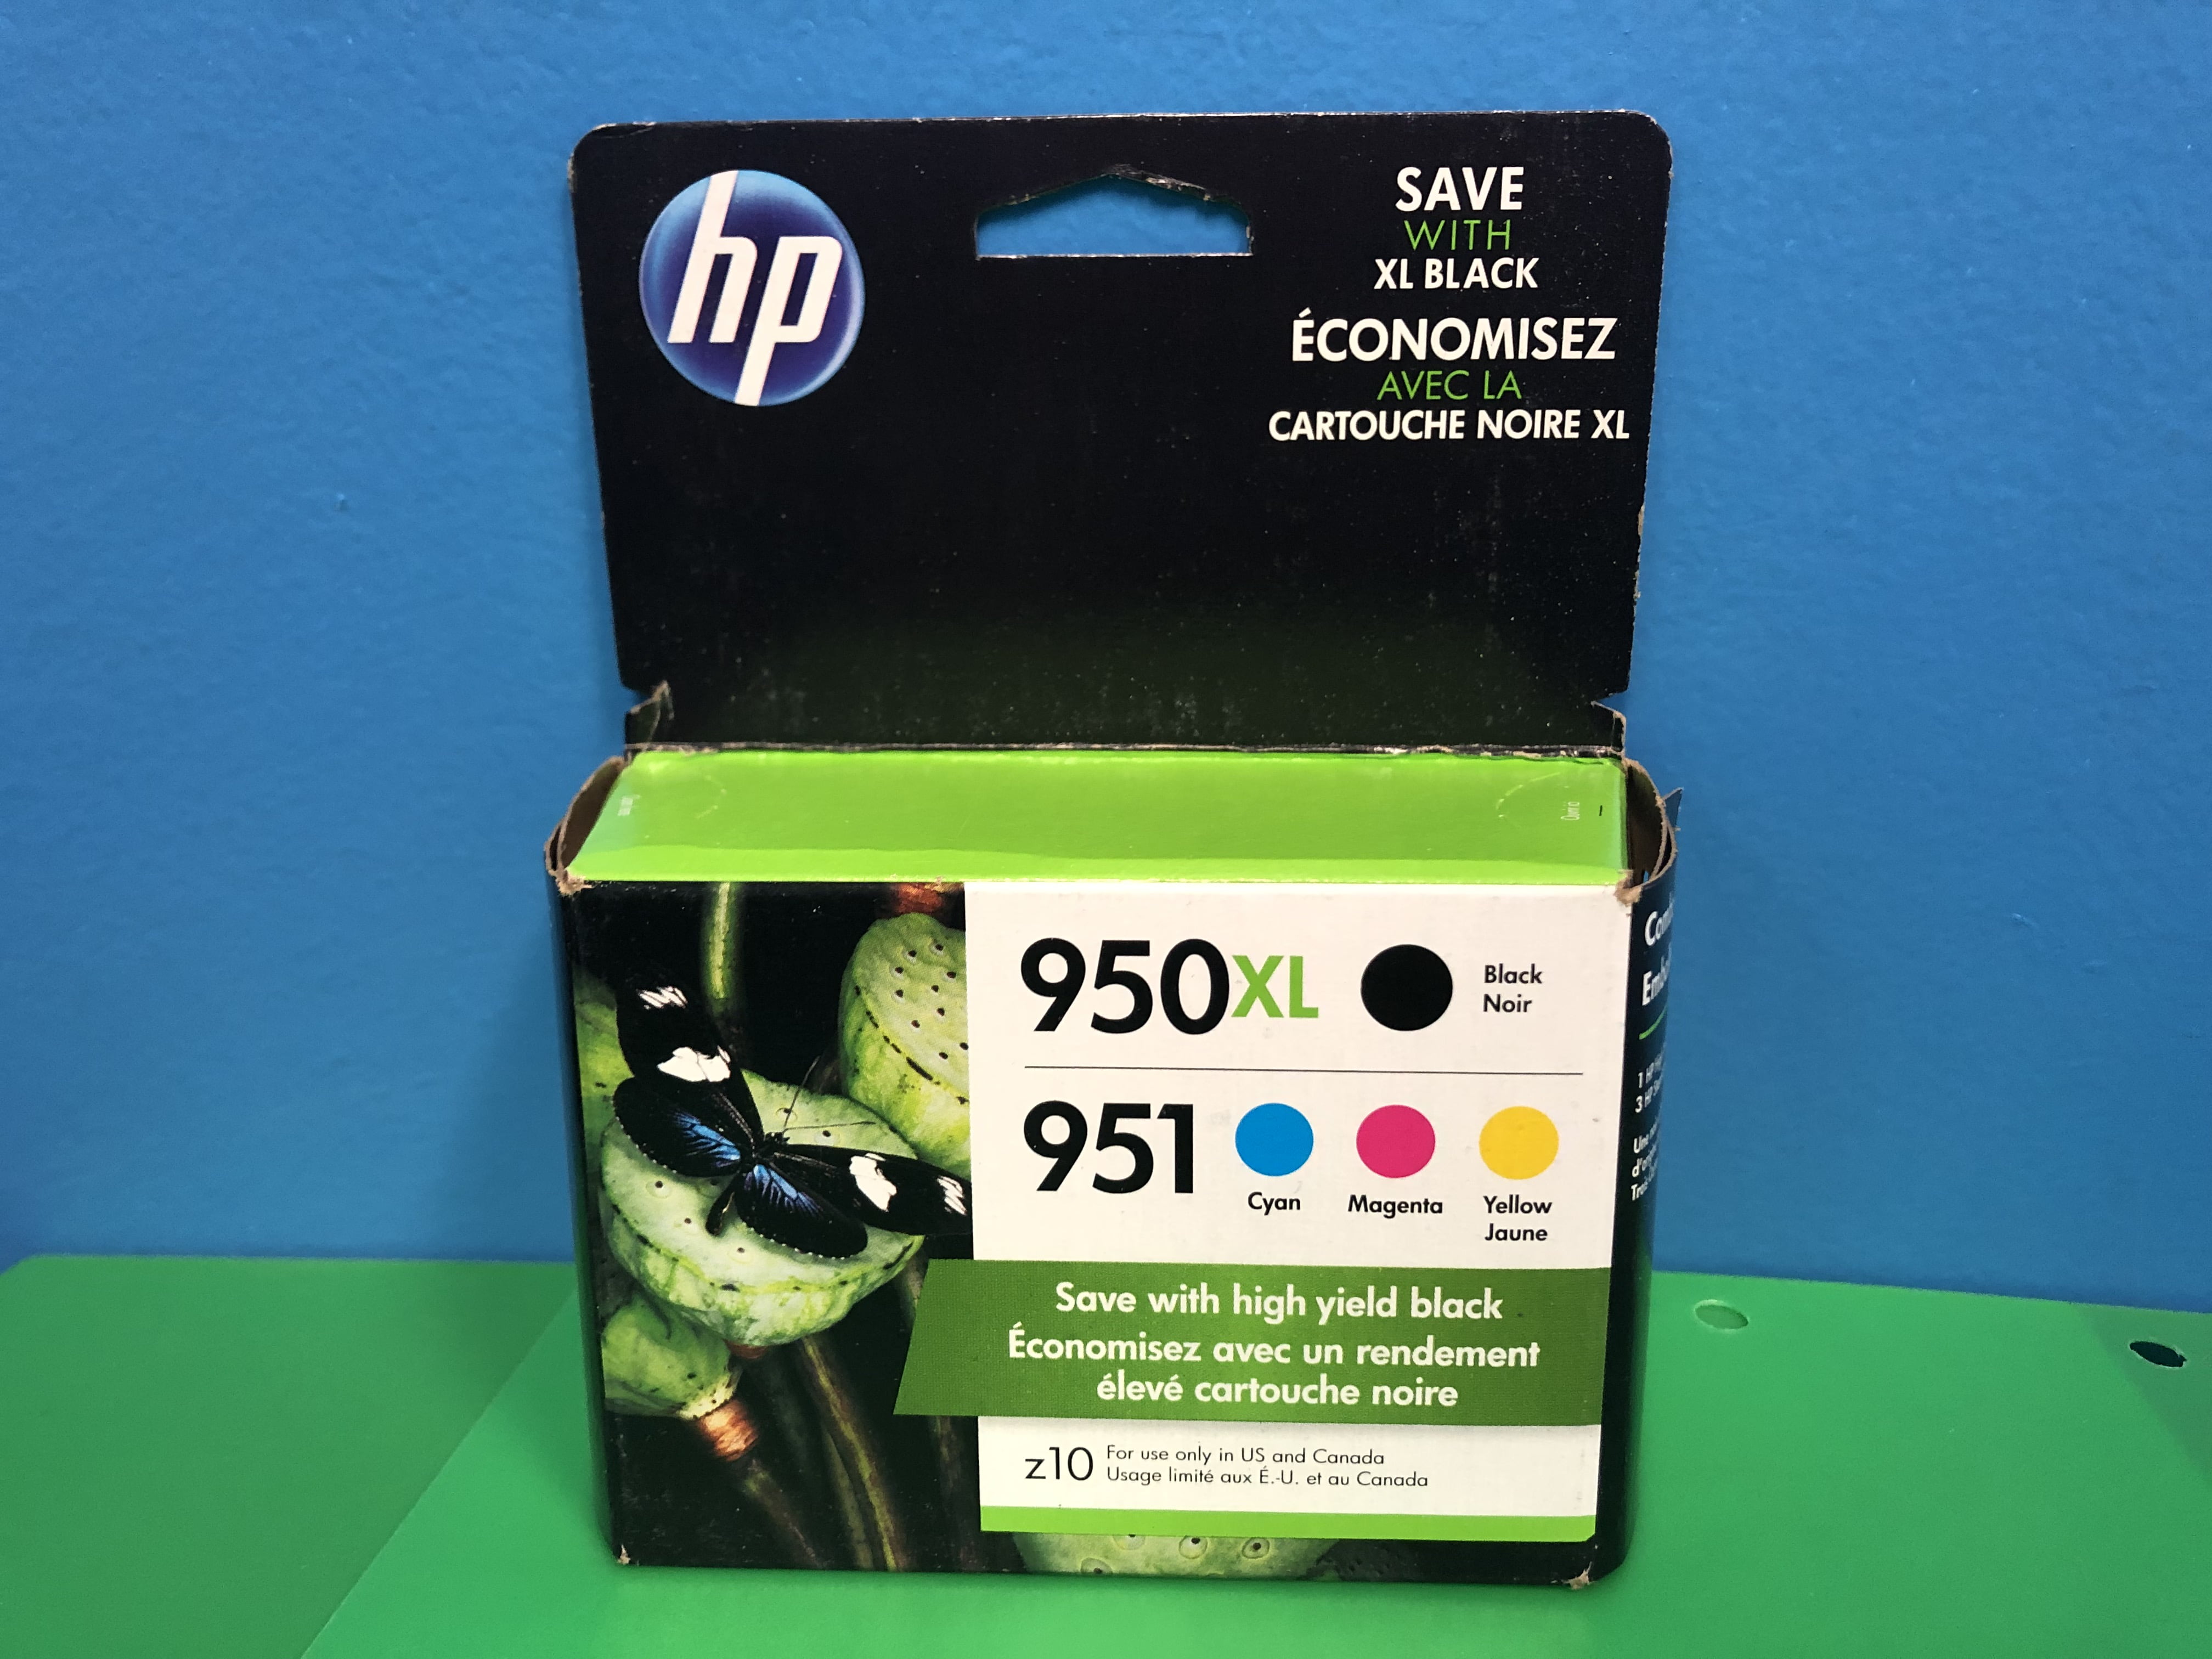 hp
SAVE
WITH
XL BLACK
ÉCONOMISEZ
AVEC LA
CARTOUCHE NOIRE XL
950XL
Black
Noir
951
Cyan
Magenta
Yellow
Jaune
Save with high yield black
Économisez avec un rendement
élevé cartouche noire
z10
For use only in US and Canada
Usage limité aux É.-U. et au Canada
1
3